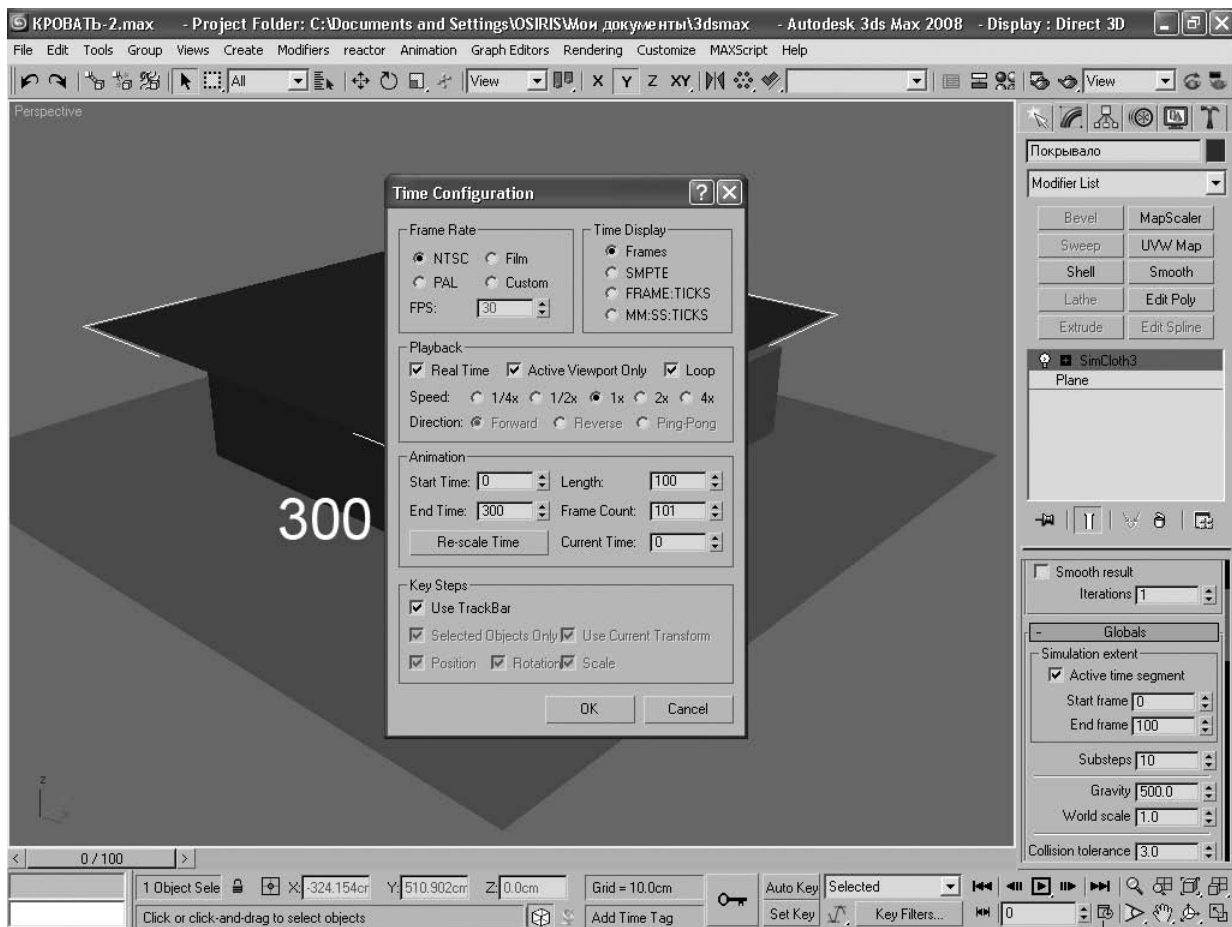 КРОВАТЬ-2.max - Project Folder: C:\Documents and Settings\OSIRIS\Мои документы\3dsmax - Autodesk 3ds Max 2008 - Display : Direct 3D
File Edit Tools Group Views Create Modifiers reactor Animation Graph Editors Rendering Customize MAXScript Help
All View X Y Z XY View
Perspective
Покрывало
Modifier List
Bevel MapScaler
Sweep UVW Map
Shell Smooth
Lathe Edit Poly
Extrude Edit Spline
SimCloth3
Plane
Time Configuration
Frame Rate
NTSC Film
PAL Custom
FPS: 30
Time Display
Frames
SMPTE
FRAME:TICKS
MM:SS:TICKS
Playback
Real Time Active Viewport Only Loop
Speed: 1/4x 1/2x 1x 2x 4x
Direction: Forward Reverse Ping-Pong
Animation
Start Time: 0 Length: 100
End Time: 300 Frame Count: 101
Re-scale Time Current Time: 0
Key Steps
Use TrackBar
Selected Objects Only Use Current Transform
Position Rotation Scale
OK Cancel
300
Smooth result
Iterations 1
- Globals
Simulation extent
Active time segment
Start frame 0
End frame 100
Substeps 10
Gravity 500.0
World scale 1.0
Collision tolerance 3.0
z
< 0 / 100 >
1 Object Sele X: -324.154cm Y: 510.902cm Z: 0.0cm Grid = 10.0cm Auto Key Selected
Click or click-and-drag to select objects Add Time Tag Set Key Key Filters... 0